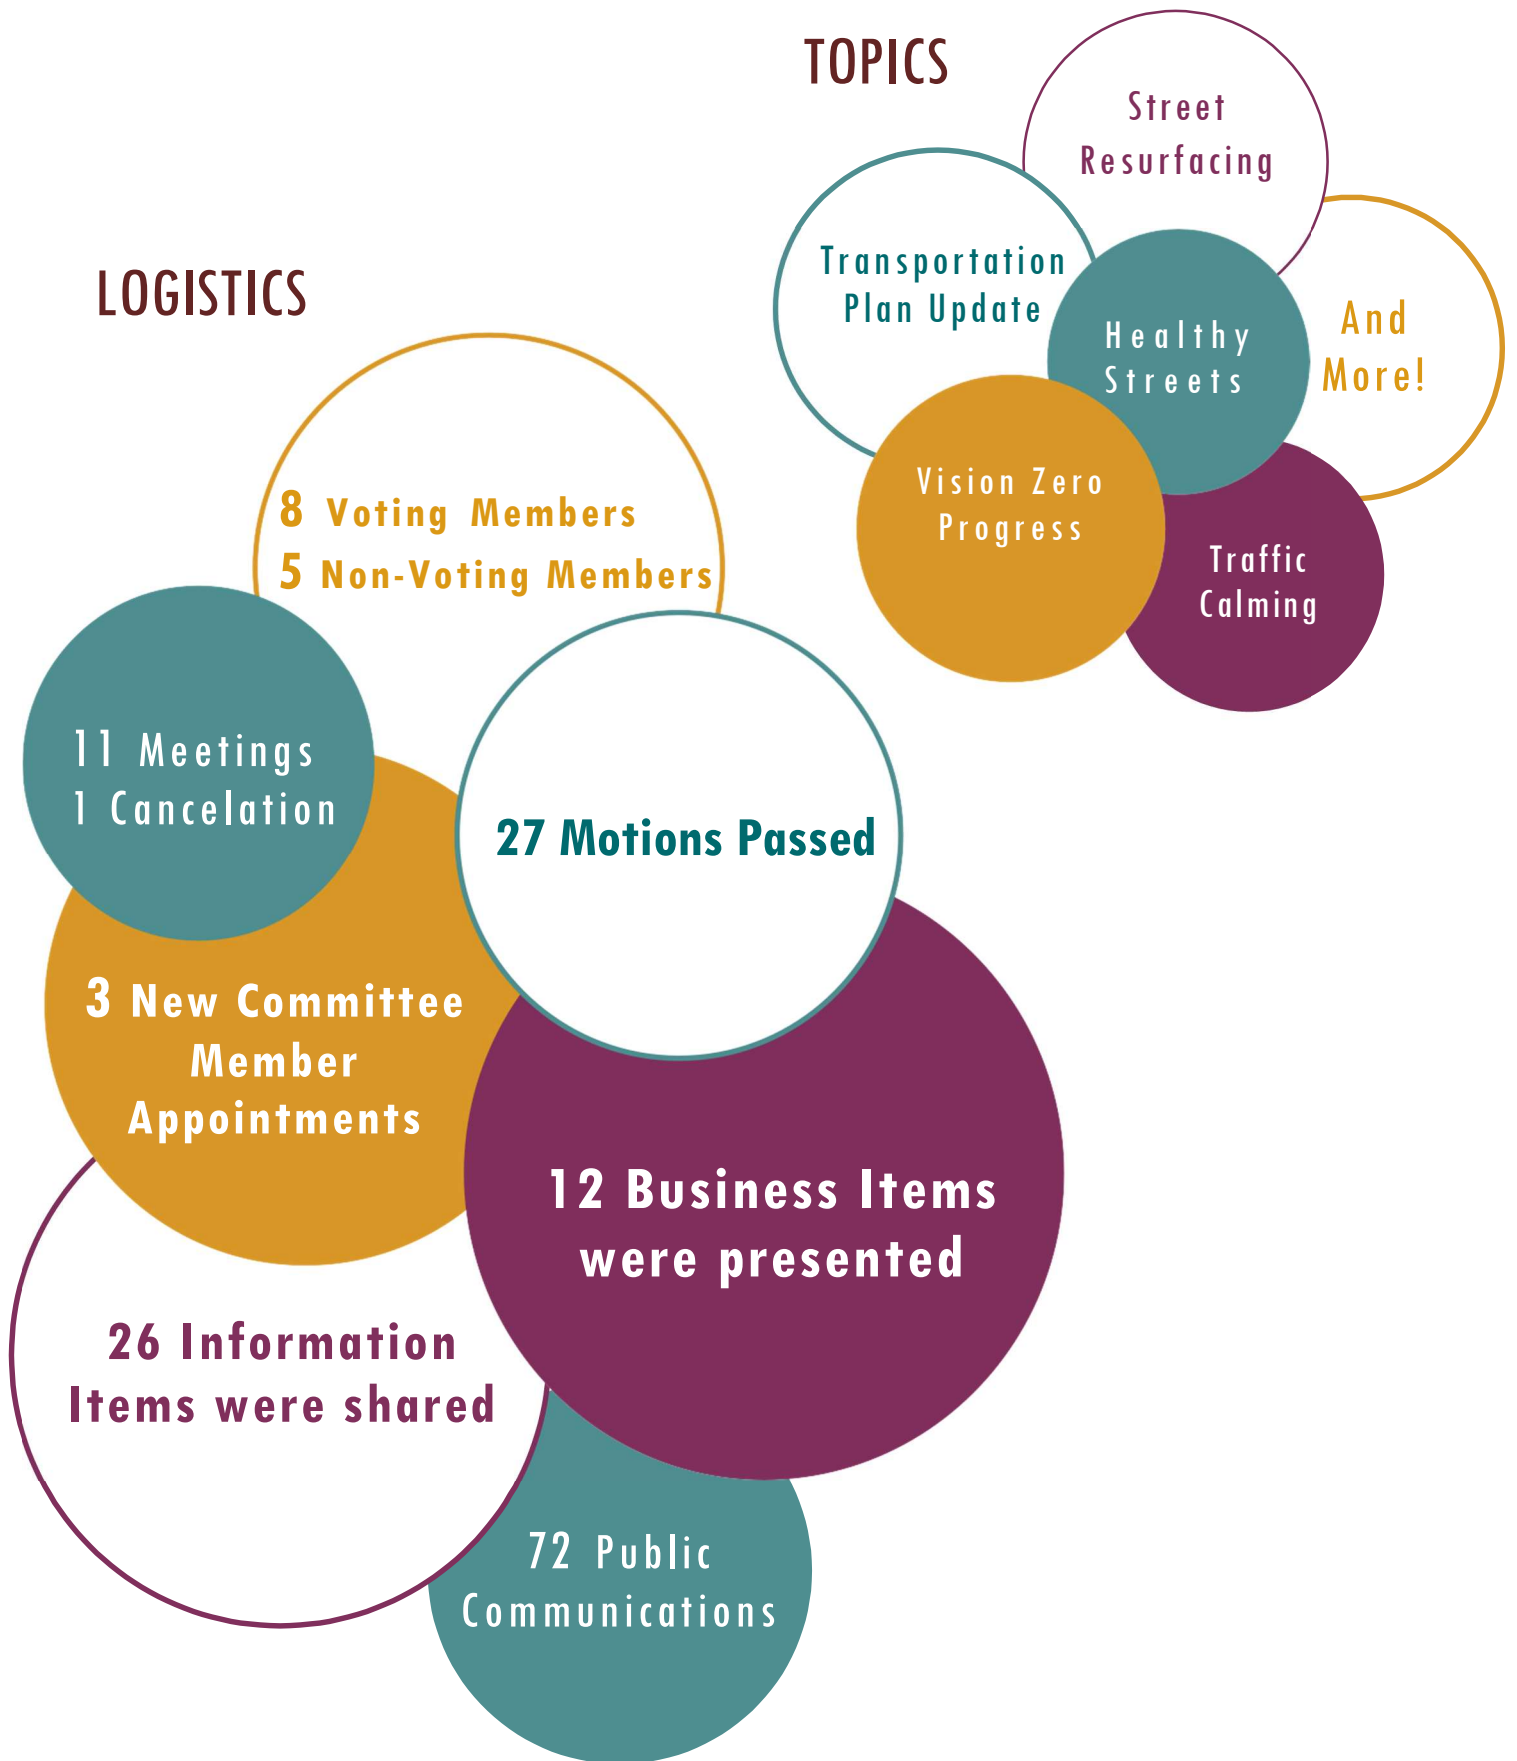 TOPICS
Street
Resurfacing
Transportation
Plan Update
Healthy
Streets
And
More!
Vision Zero
Progress
Traffic
Calming
LOGISTICS
8 Voting Members
5 Non-Voting Members
11 Meetings
1 Cancelation
27 Motions Passed
3 New Committee
Member
Appointments
12 Business Items
were presented
26 Information
Items were shared
72 Public
Communications